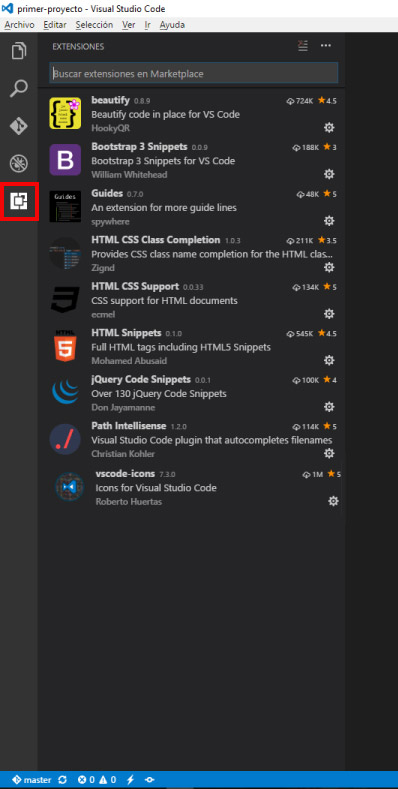 primer-proyecto - Visual Studio Code
Archivo Editar Selección Ver Ir Ayuda
EXTENSIONES
Buscar extensiones en Marketplace
beautify 0.8.9 724K 4.5
Beautify code in place for VS Code
HookyQR
Bootstrap 3 Snippets 0.0.9 188K 3
Bootstrap 3 Snippets for VS Code
William Whitehead
Guides 0.7.0 48K 5
An extension for more guide lines
spywhere
HTML CSS Class Completion 1.0.3 211K 3.5
Provides CSS class name completion for the HTML clas...
Zignd
HTML CSS Support 0.0.33 134K 5
CSS support for HTML documents
ecmel
HTML Snippets 0.1.0 545K 4.5
Full HTML tags including HTML5 Snippets
Mohamed Abusaid
jQuery Code Snippets 0.0.1 100K 4
Over 130 jQuery Code Snippets
Don Jayamanne
Path Intellisense 1.2.0 114K 5
Visual Studio Code plugin that autocompletes filenames
Christian Kohler
vscode-icons 7.3.0 1M 5
Icons for Visual Studio Code
Roberto Huertas
master 0 0